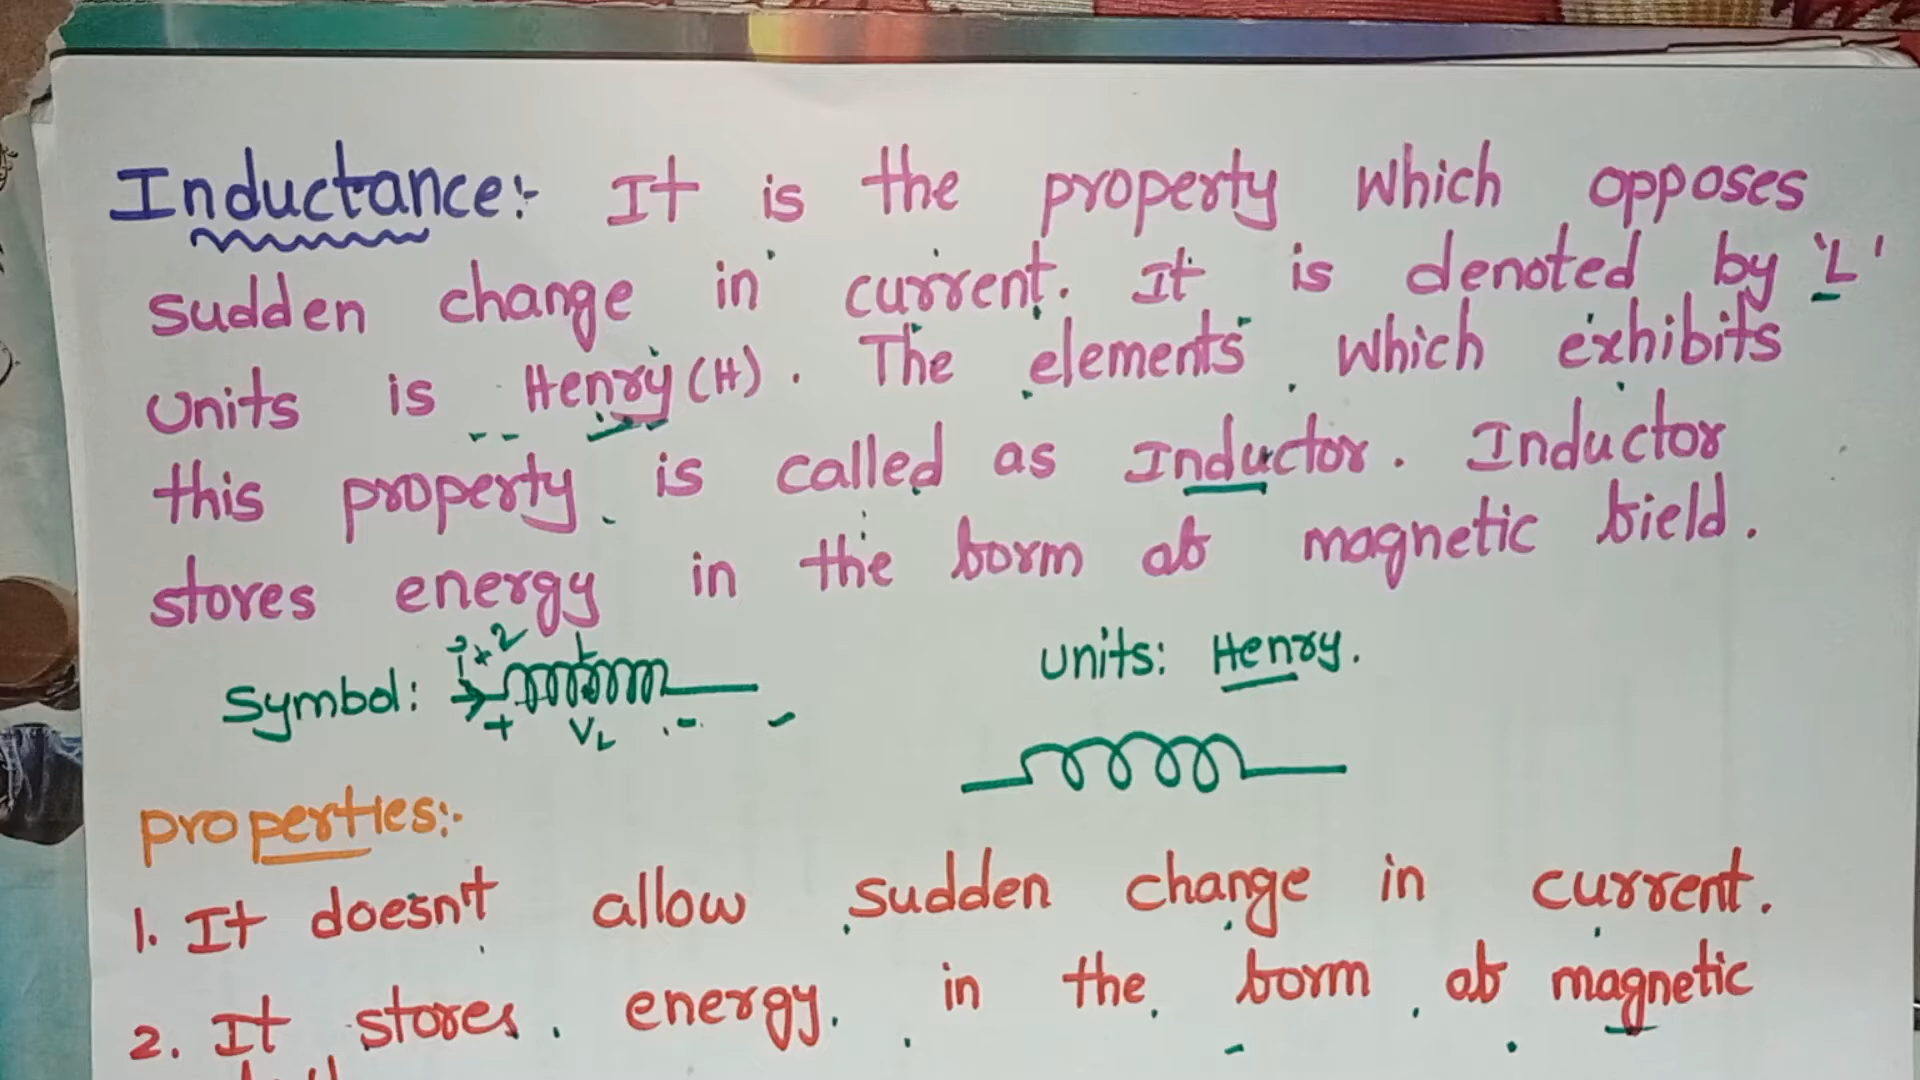 Inductance:- It is the property which opposes
sudden change in current. It is denoted by 'L'
units is Henry(H). The elements which exhibits
this property is called as Inductor. Inductor
stores energy in the form of magnetic field.
Symbol: L units: Henry.
+ VL -
properties:-
1. It doesn't allow sudden change in current.
2. It stores energy in the form of magnetic